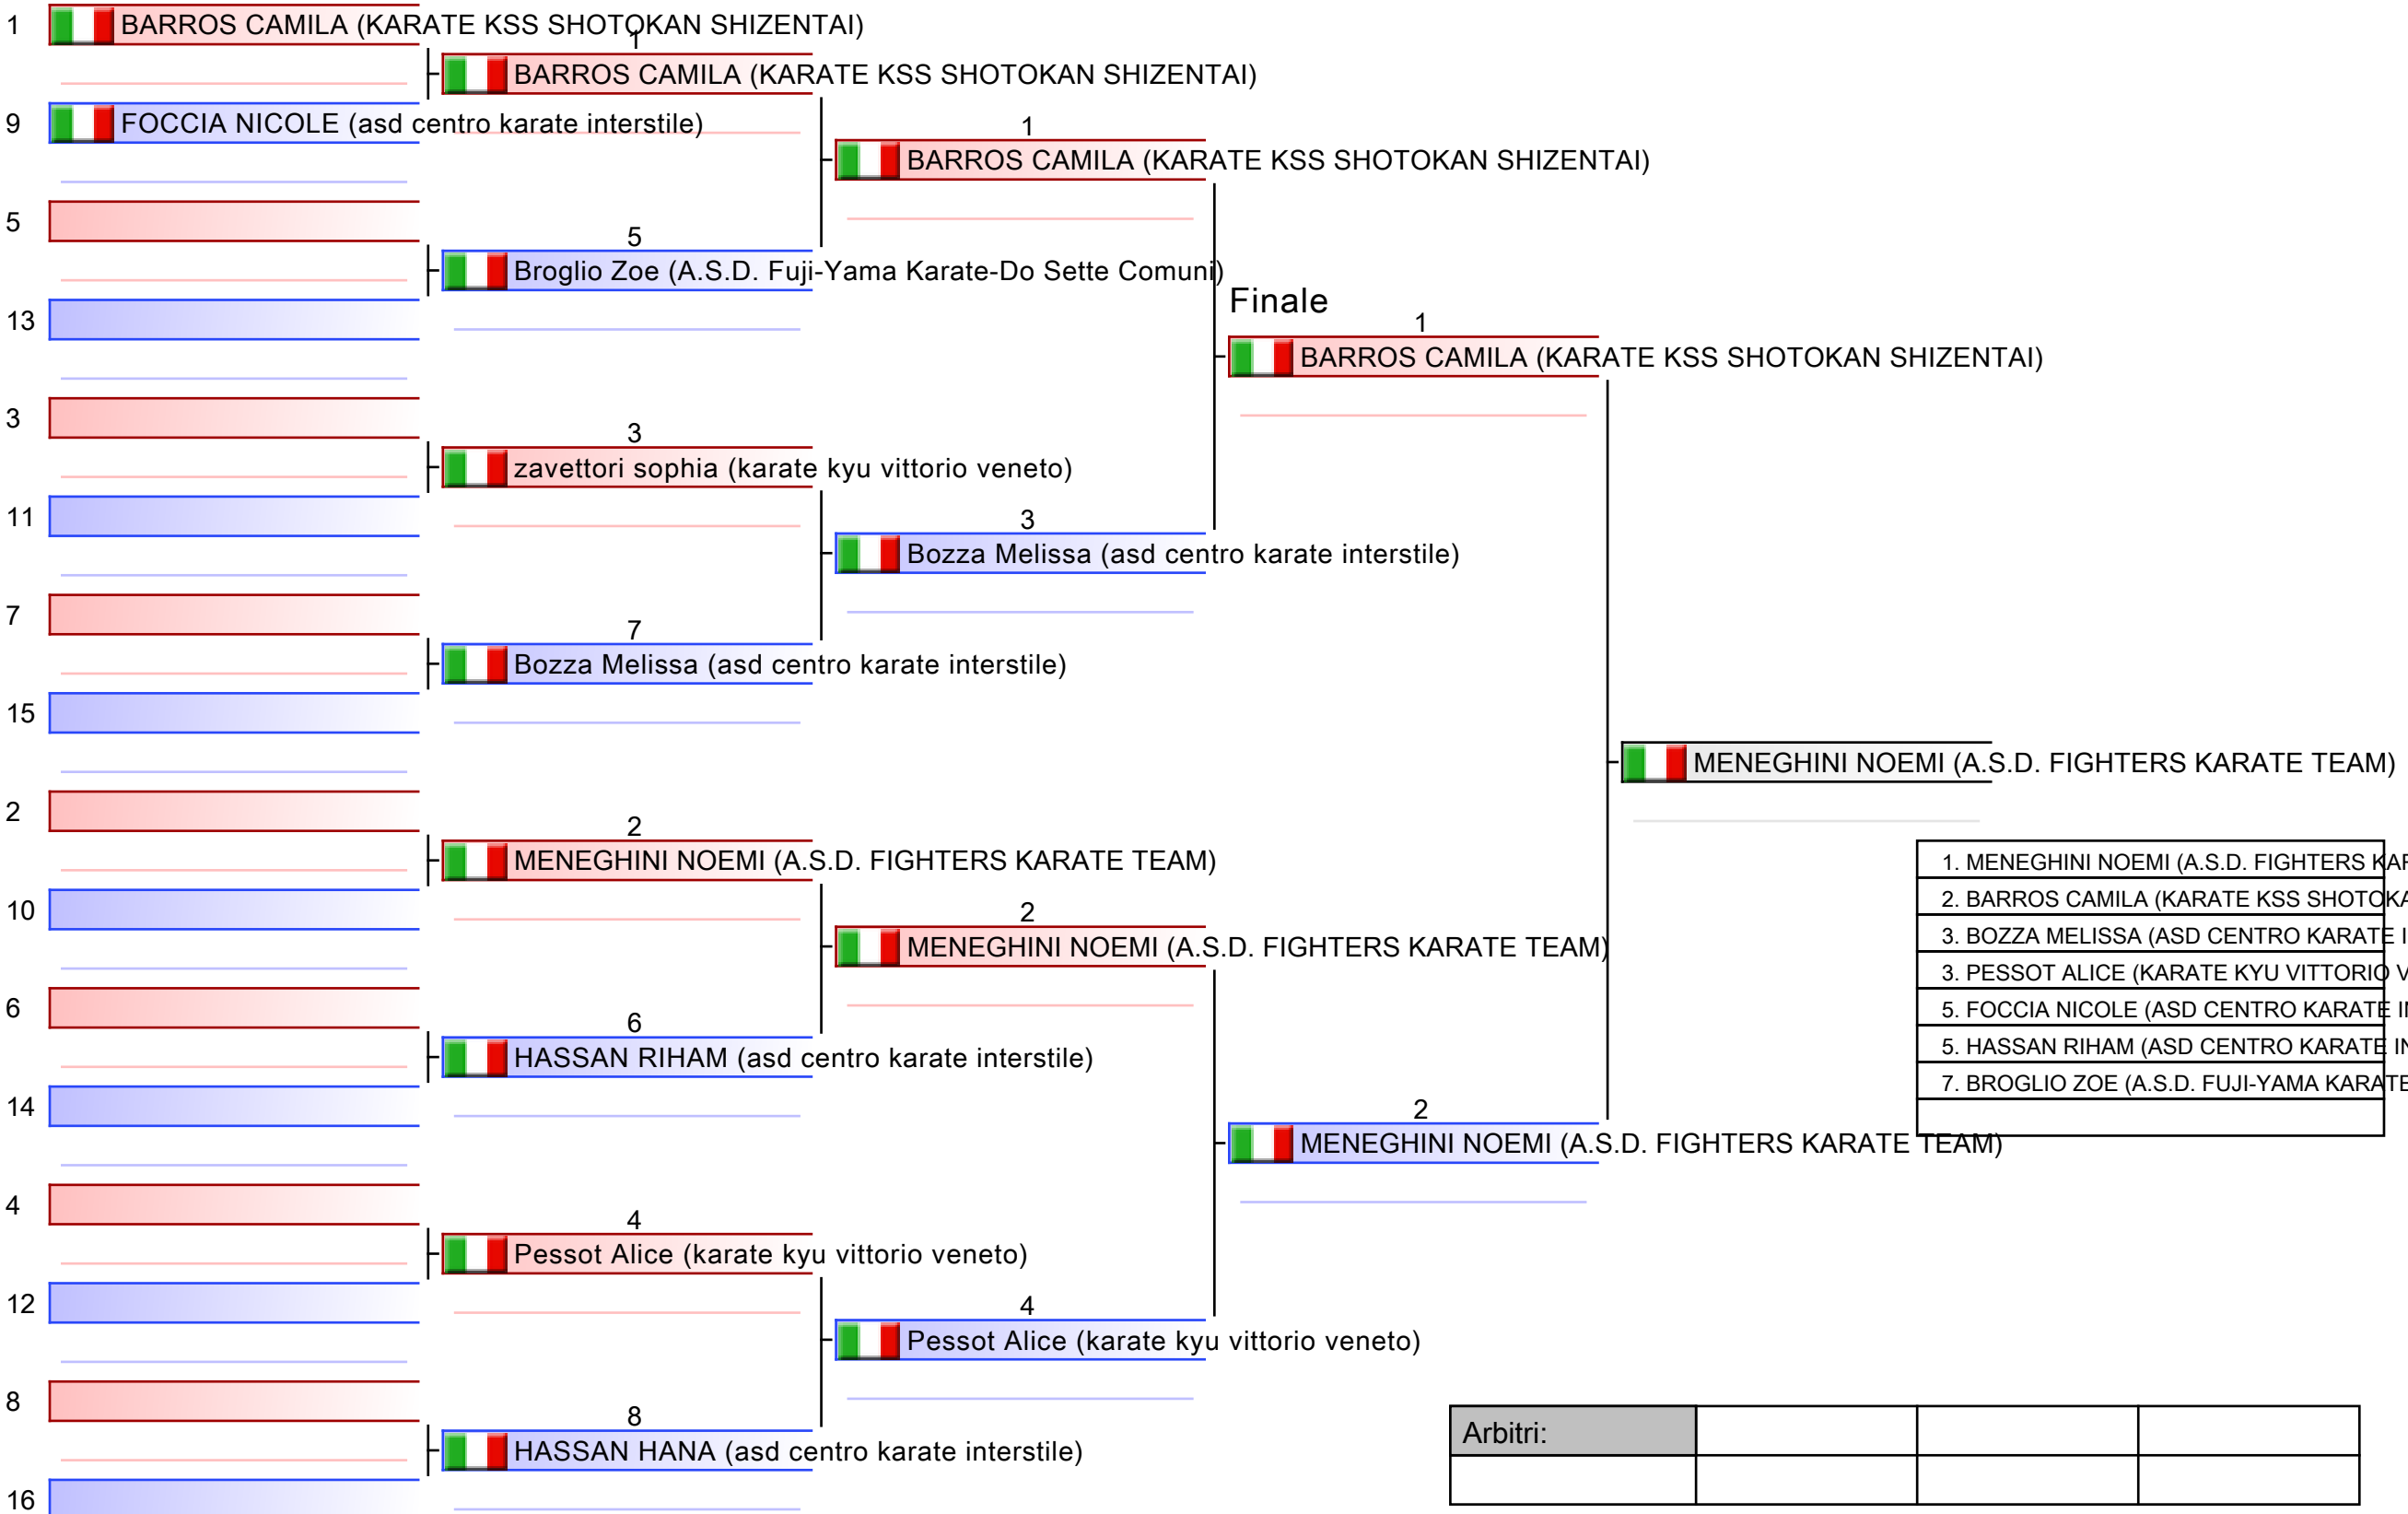 1 BARROS CAMILA (KARATE KSS SHOTOKAN SHIZENTAI)
1
BARROS CAMILA (KARATE KSS SHOTOKAN SHIZENTAI)
9 FOCCIA NICOLE (asd centro karate interstile)
1
BARROS CAMILA (KARATE KSS SHOTOKAN SHIZENTAI)
5
5
Broglio Zoe (A.S.D. Fuji-Yama Karate-Do Sette Comuni)
Finale
13
1
BARROS CAMILA (KARATE KSS SHOTOKAN SHIZENTAI)
3
3
zavettori sophia (karate kyu vittorio veneto)
11
3
Bozza Melissa (asd centro karate interstile)
7
7
Bozza Melissa (asd centro karate interstile)
15
MENEGHINI NOEMI (A.S.D. FIGHTERS KARATE TEAM)
2
2
MENEGHINI NOEMI (A.S.D. FIGHTERS KARATE TEAM)
10
2
MENEGHINI NOEMI (A.S.D. FIGHTERS KARATE TEAM)
6
6
HASSAN RIHAM (asd centro karate interstile)
14
2
MENEGHINI NOEMI (A.S.D. FIGHTERS KARATE TEAM)
1. MENEGHINI NOEMI (A.S.D. FIGHTERS KAR
2. BARROS CAMILA (KARATE KSS SHOTOKA
3. BOZZA MELISSA (ASD CENTRO KARATE I
3. PESSOT ALICE (KARATE KYU VITTORIO V
5. FOCCIA NICOLE (ASD CENTRO KARATE IN
5. HASSAN RIHAM (ASD CENTRO KARATE IN
7. BROGLIO ZOE (A.S.D. FUJI-YAMA KARATE
4
4
Pessot Alice (karate kyu vittorio veneto)
12
4
Pessot Alice (karate kyu vittorio veneto)
8
8
HASSAN HANA (asd centro karate interstile)
16
Arbitri: